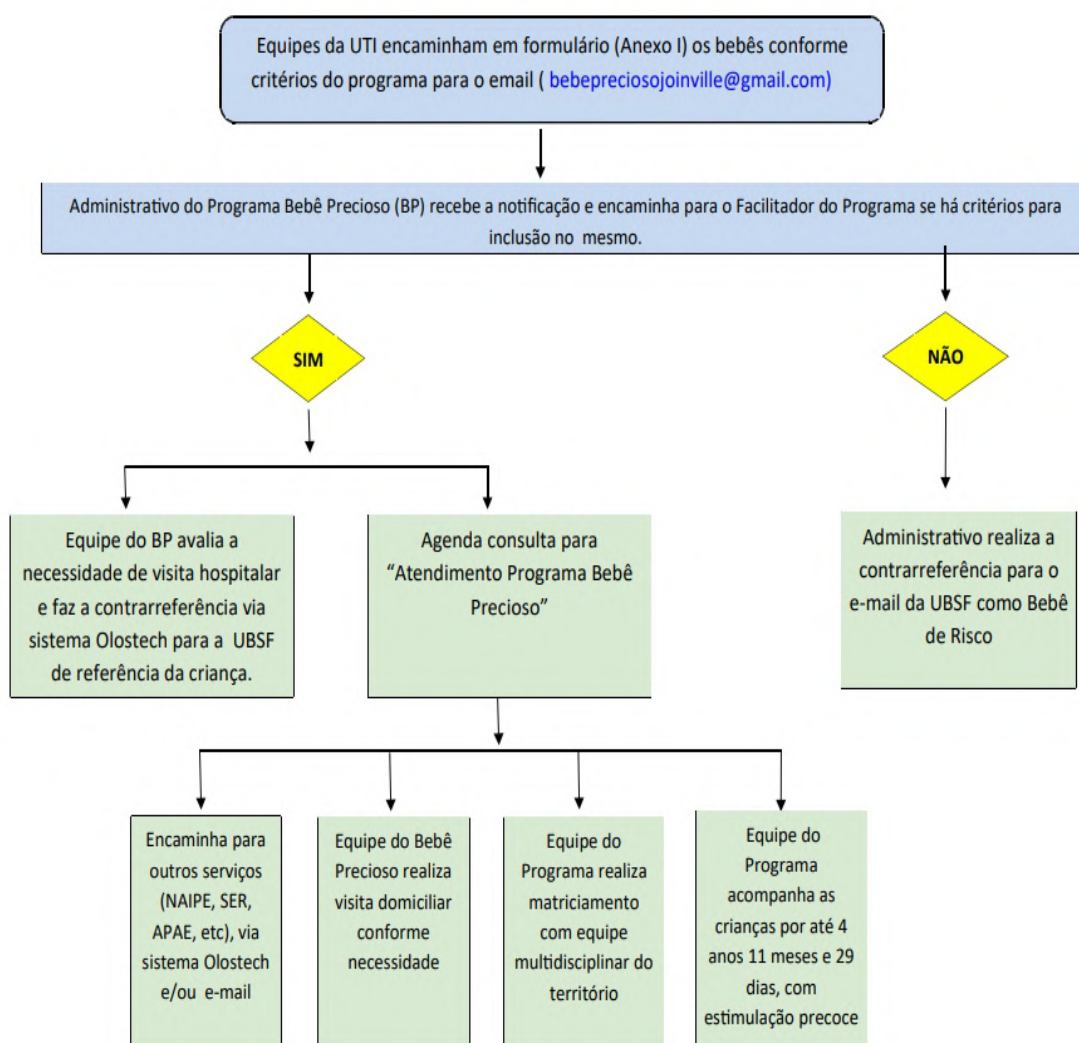 Equipes da UTI encaminham em formulário (Anexo I) os bebês conforme
critérios do programa para o email ( bebepreciosojoinville@gmail.com)
Administrativo do Programa Bebê Precioso (BP) recebe a notificação e encaminha para o Facilitador do Programa se há critérios para
inclusão no mesmo.
SIM
NÃO
Equipe do BP avalia a
necessidade de visita hospitalar
e faz a contrarreferência via
sistema Olostech para a UBSF
de referência da criança.
Agenda consulta para
“Atendimento Programa Bebê
Precioso”
Administrativo realiza a
contrarreferência para o
e-mail da UBSF como Bebê
de Risco
Encaminha para
outros serviços
(NAIPE, SER,
APAE, etc), via
sistema Olostech
e/ou e-mail
Equipe do Bebê
Precioso realiza
visita domiciliar
conforme
necessidade
Equipe do
Programa realiza
matriciamento
com equipe
multidisciplinar do
território
Equipe do
Programa
acompanha as
crianças por até 4
anos 11 meses e 29
dias, com
estimulação precoce